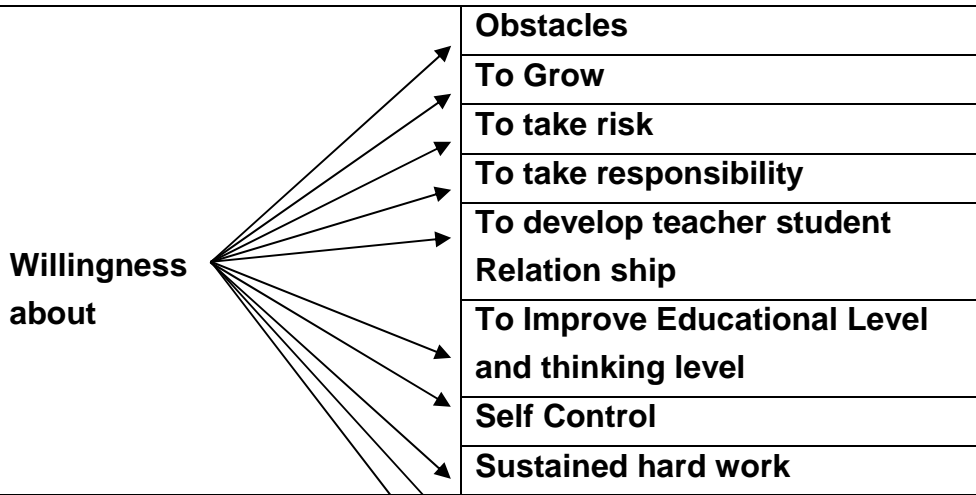 Willingness
about
Obstacles
To Grow
To take risk
To take responsibility
To develop teacher student
Relation ship
To Improve Educational Level
and thinking level
Self Control
Sustained hard work